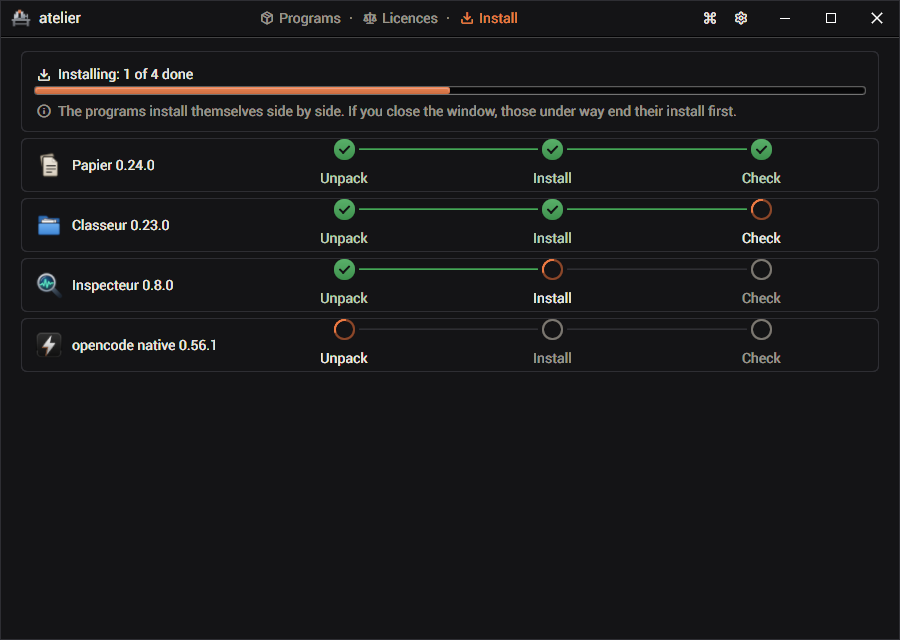 atelier
Programs · Licences · Install
Installing: 1 of 4 done
The programs install themselves side by side. If you close the window, those under way end their install first.
Papier 0.24.0
Unpack Install Check
Classeur 0.23.0
Unpack Install Check
Inspecteur 0.8.0
Unpack Install Check
opencode native 0.56.1
Unpack Install Check